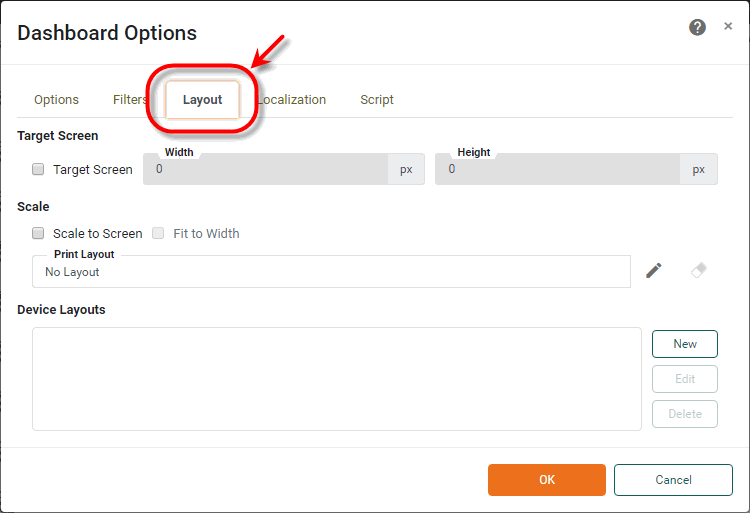 Dashboard Options
Options Filters Layout Localization Script
Target Screen
Target Screen Width 0 px Height 0 px
Scale
Scale to Screen Fit to Width
Print Layout
No Layout
Device Layouts
New
Edit
Delete
OK Cancel